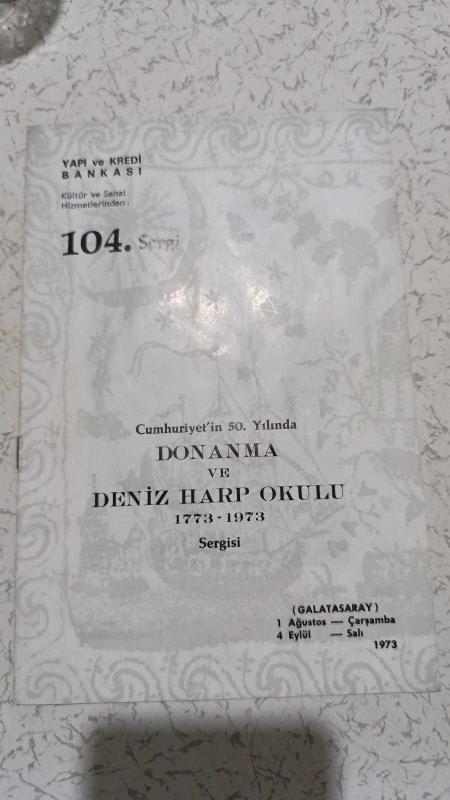 YAPI ve KREDİ
BANKASI
Kültür ve Sanat
Hizmetlerinden:
104. Sergi
Cumhuriyet'in 50. Yılında
DONANMA
VE
DENİZ HARP OKULU
1773-1973
Sergisi
(GALATASARAY)
1 Ağustos — Çarşamba
4 Eylül — Salı
1973